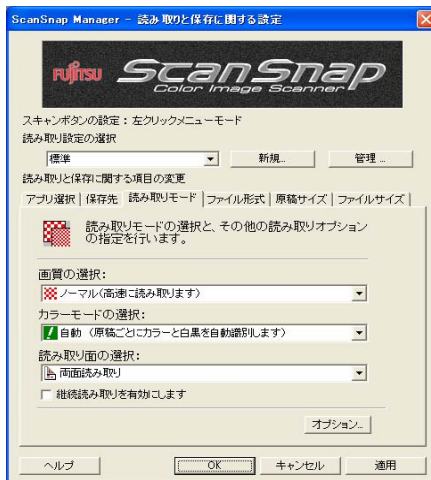 ScanSnap Manager - 読み取りと保存に関する設定
FUJITSU ScanSnap
Color Image Scanner
スキャンボタンの設定：左クリックメニューモード
読み取り設定の選択
標準 新規... 管理...
読み取りと保存に関する項目の変更
アプリ選択 保存先 読み取りモード ファイル形式 原稿サイズ ファイルサイズ
読み取りモードの選択と、その他の読み取りオプション
の指定を行います。
画質の選択：
ノーマル(高速に読み取ります)
カラーモードの選択：
自動 (原稿ごとにカラーと白黒を自動識別します)
読み取り面の選択：
両面読み取り
継続読み取りを有効にします
オプション...
ヘルプ OK キャンセル 適用